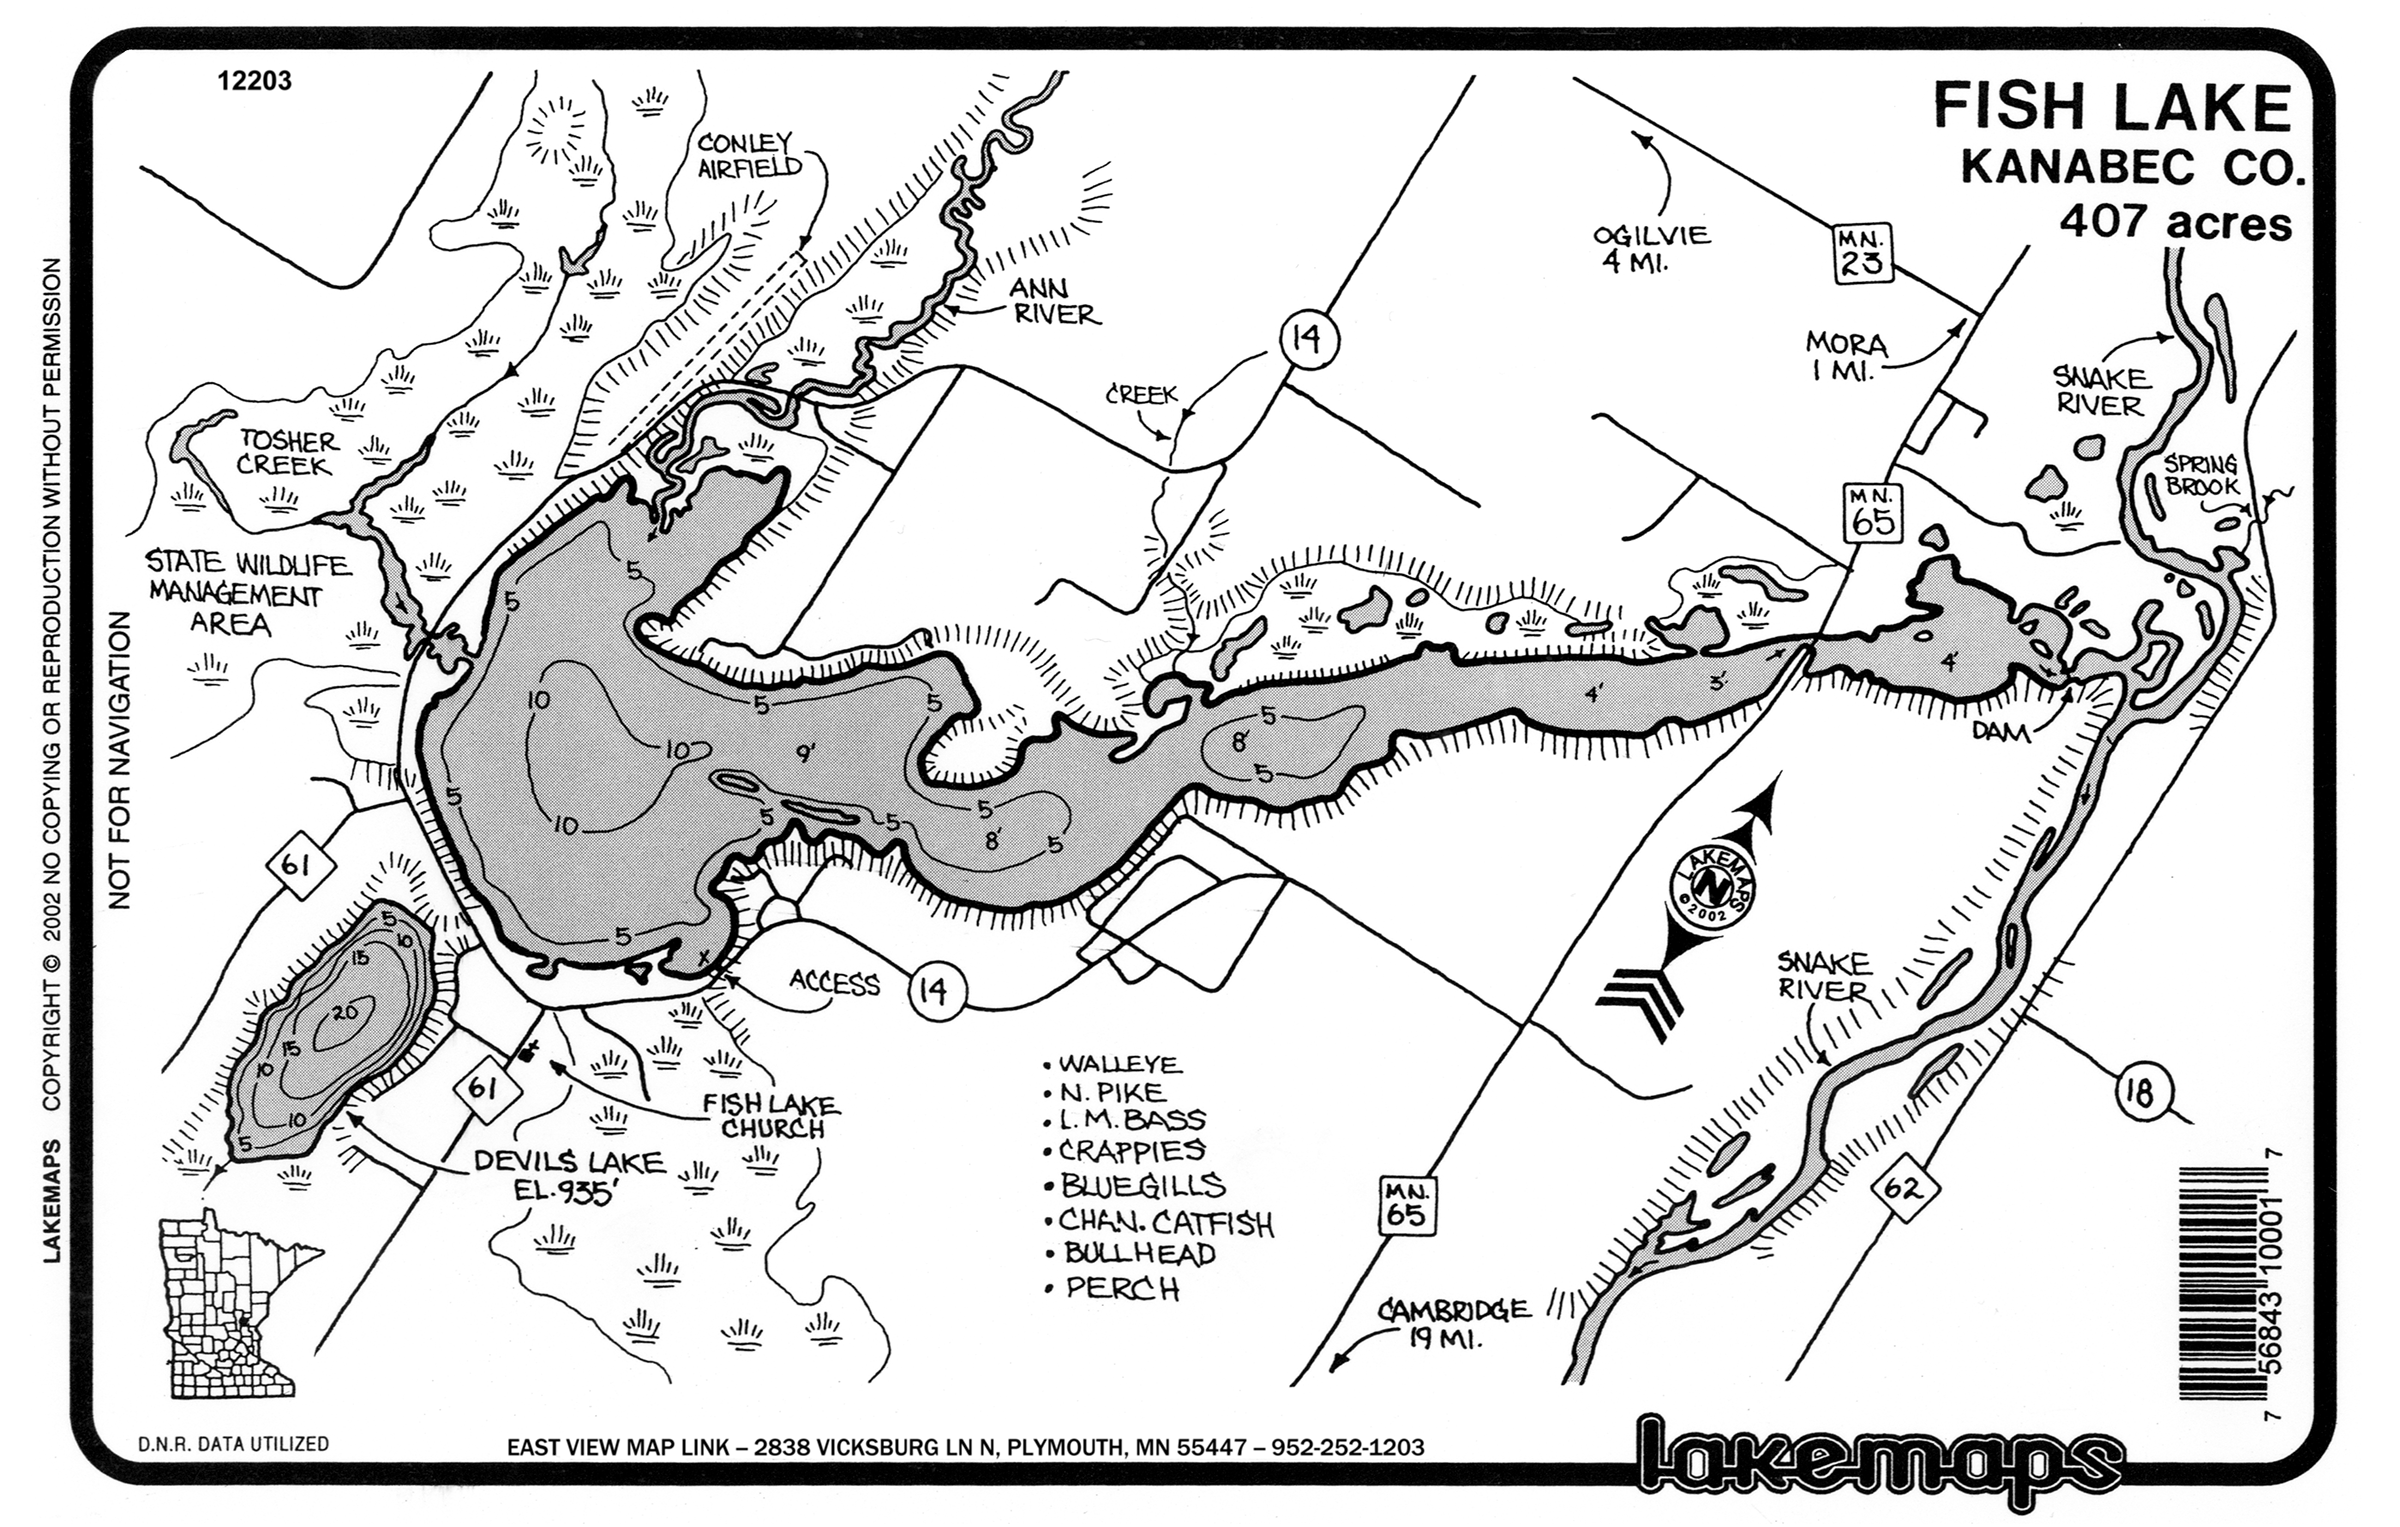 12203
FISH LAKE
KANABEC CO.
407 acres
CONLEY
AIRFIELD
ANN
RIVER
14
CREEK
OGILVIE
4 MI.
MN.
23
MORA
1 MI.
SNAKE
RIVER
SPRING
BROOK
MN.
65
TOSHER
CREEK
STATE WILDLIFE
MANAGEMENT
AREA
5
5
10
10
10
5
5
9'
5
5
5
5
5
8'
5
5
8'
5
4'
3'
4'
DAM
61
5
10
15
20
15
10
10
5
X
ACCESS
14
LAKEMAPS
N
©2002
SNAKE
RIVER
61
FISH LAKE
CHURCH
DEVILS LAKE
EL. 935'
• WALLEYE
• N. PIKE
• L.M. BASS
• CRAPPIES
• BLUEGILLS
• CHAN. CATFISH
• BULLHEAD
• PERCH
18
62
MN.
65
CAMBRIDGE
19 MI.
7 56843 10001 7
D.N.R. DATA UTILIZED
EAST VIEW MAP LINK – 2838 VICKSBURG LN N, PLYMOUTH, MN 55447 – 952-252-1203
lakemaps
NOT FOR NAVIGATION
LAKEMAPS COPYRIGHT © 2002 NO COPYING OR REPRODUCTION WITHOUT PERMISSION